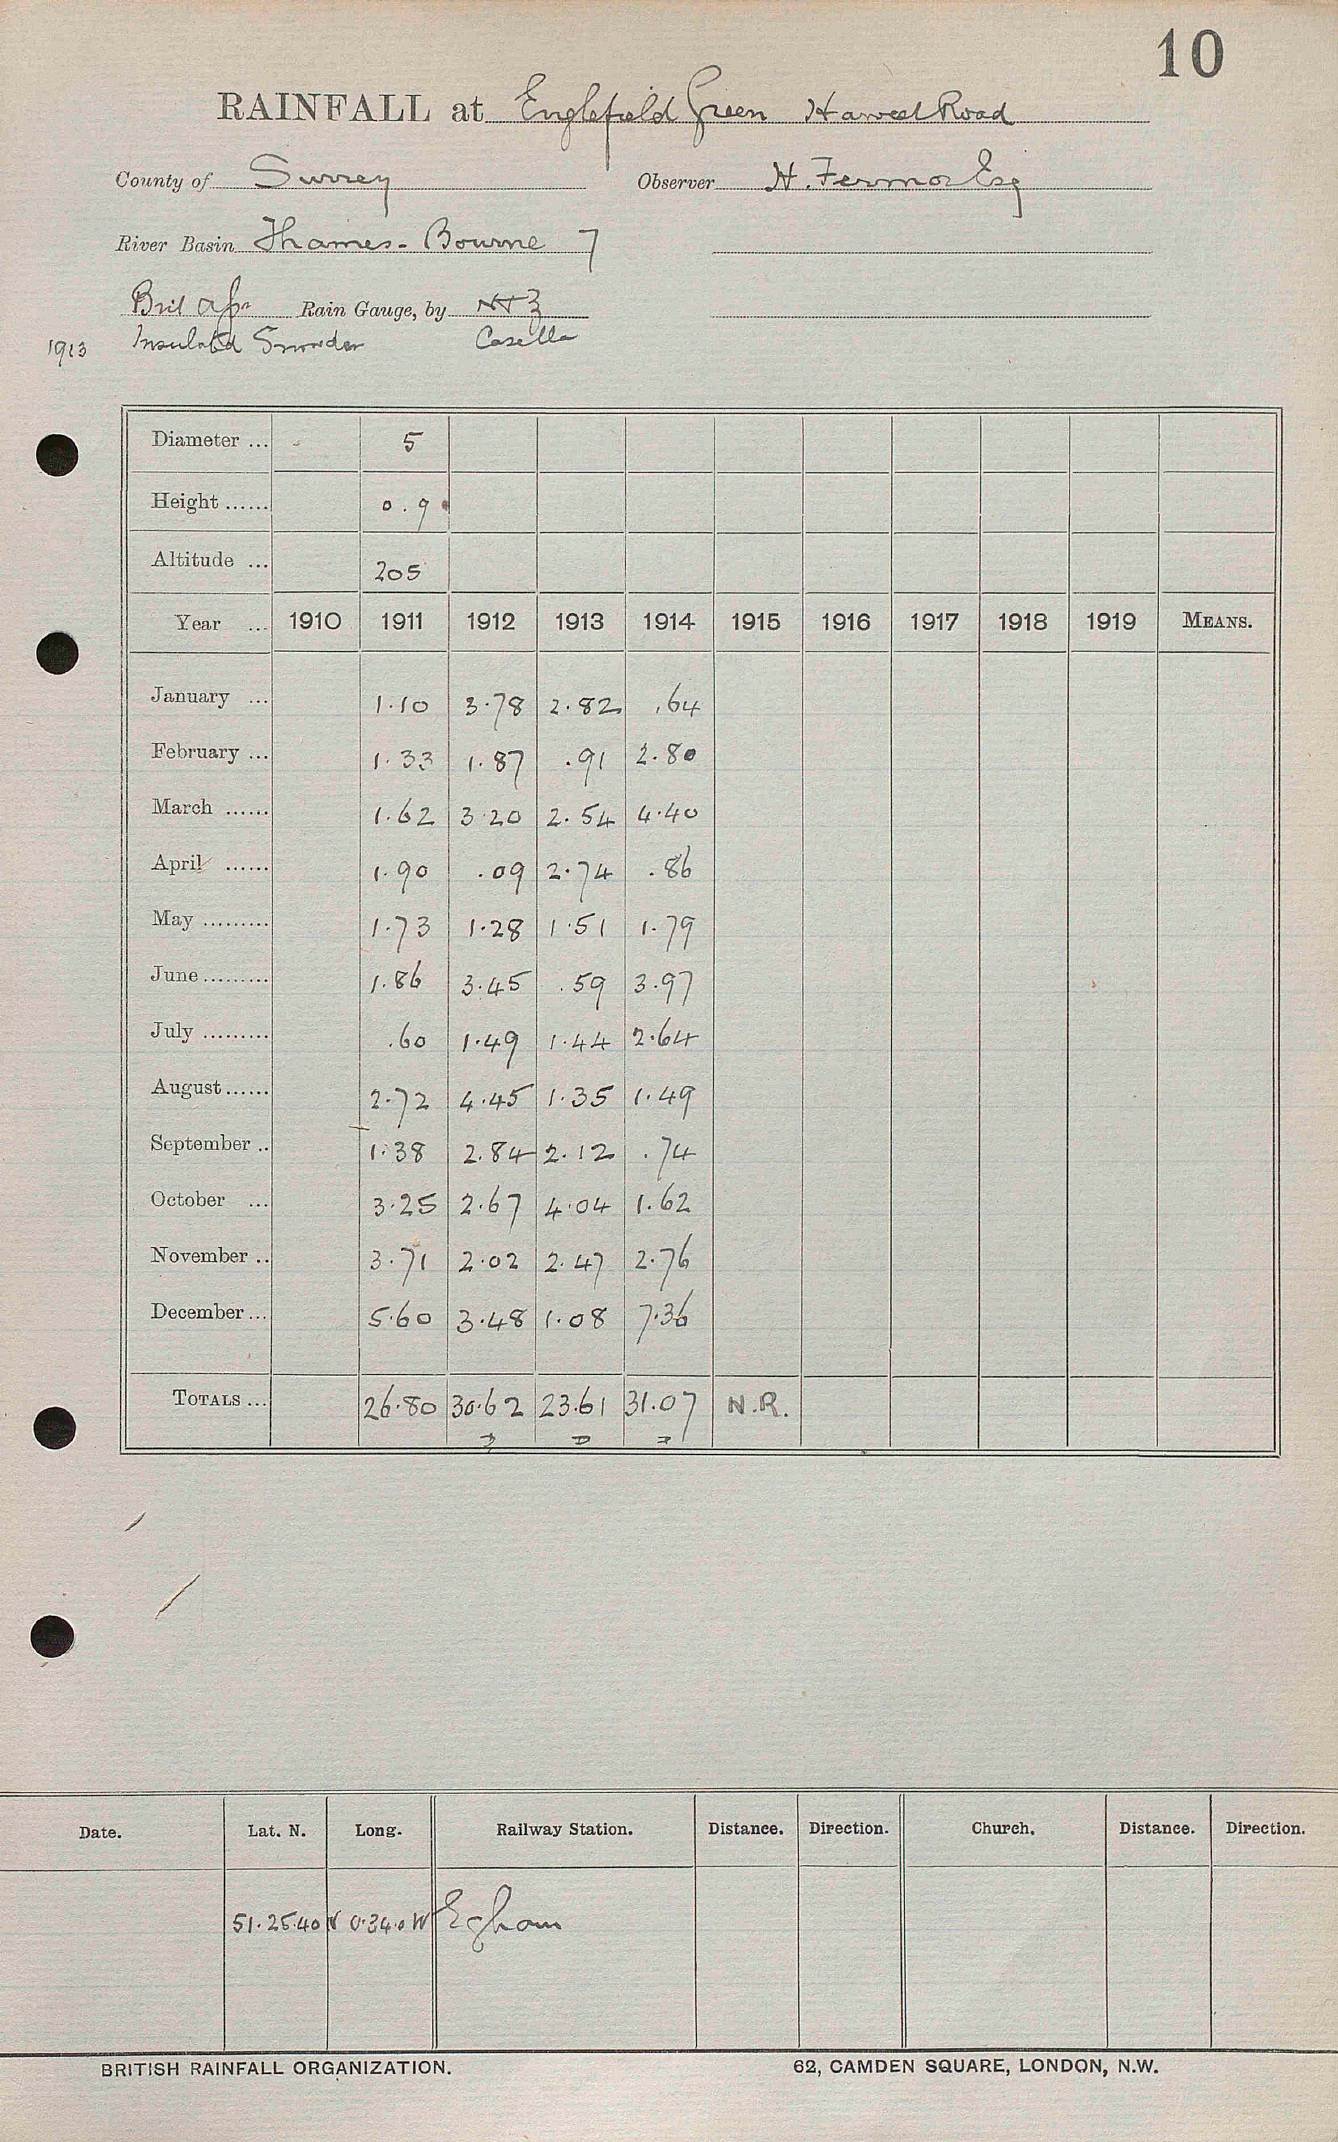 10
RAINFALL at Englefield Green Harvest Road
County of Surrey Observer H. Fermor Esq
River Basin Thames - Bourne 7
Rain Gauge, by
1913 Insulated Snowdon Casella
Diameter ... 5
Height ...... 0.9
Altitude ... 205
Year ... 1910 1911 1912 1913 1914 1915 1916 1917 1918 1919 MEANS.
January ... 1.10 3.78 2.82 .64
February ... 1.33 1.87 .91 2.80
March ...... 1.62 3.20 2.54 4.40
April ...... 1.90 .09 2.74 .86
May ......... 1.73 1.28 1.51 1.79
June ......... 1.86 3.45 .59 3.97
July ......... .60 1.49 1.44 2.64
August ...... 2.72 4.45 1.35 1.49
September .. 1.38 2.84 2.12 .74
October ... 3.25 2.67 4.04 1.62
November .. 3.71 2.02 2.47 2.76
December ... 5.60 3.48 1.08 7.36
TOTALS ... 26.80 30.62 23.61 31.07 N.R.
Date. Lat. N. Long. Railway Station. Distance. Direction. Church. Distance. Direction.
51.25.40 N 0.34.0 W Egham
BRITISH RAINFALL ORGANIZATION. 62, CAMDEN SQUARE, LONDON, N.W.